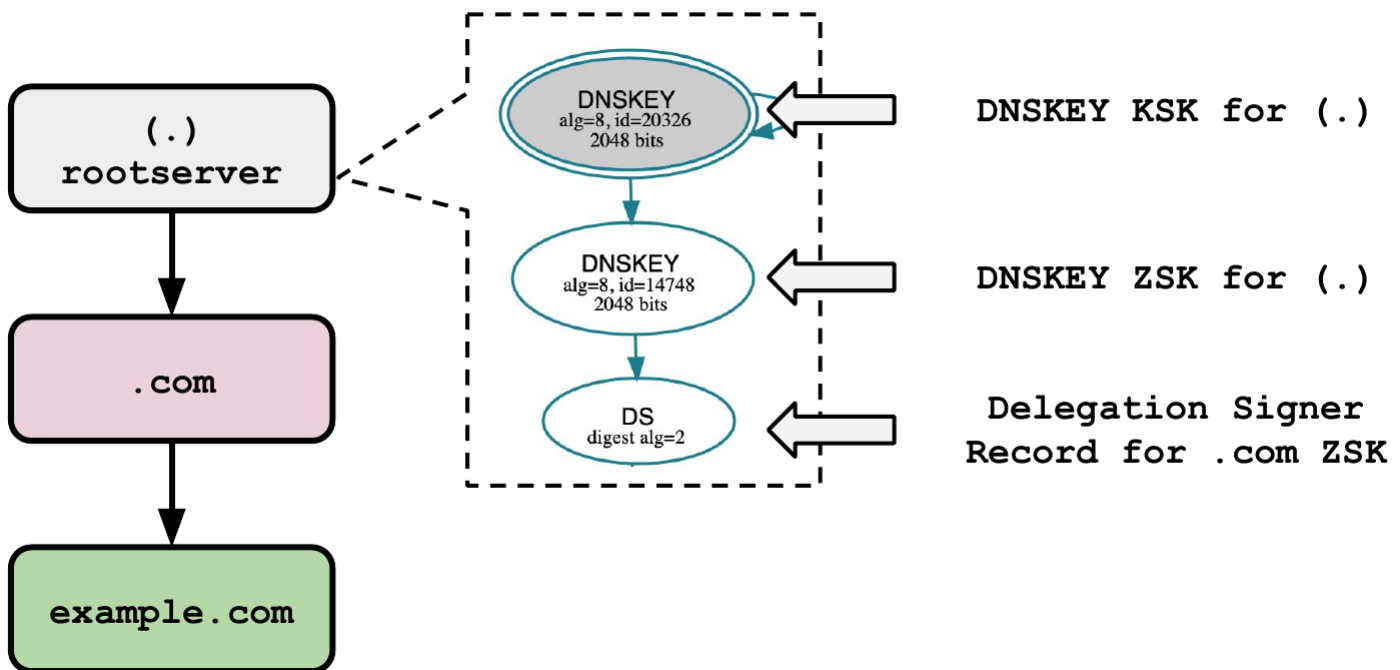 (.)
rootserver
.com
example.com
DNSKEY
alg=8, id=20326
2048 bits
DNSKEY
alg=8, id=14748
2048 bits
DS
digest alg=2
DNSKEY KSK for (.)
DNSKEY ZSK for (.)
Delegation Signer
Record for .com ZSK